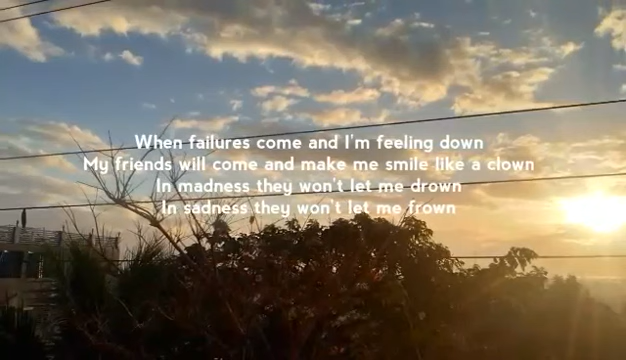 When failures come and I'm feeling down
My friends will come and make me smile like a clown
In madness they won't let me drown
In sadness they won't let me frown